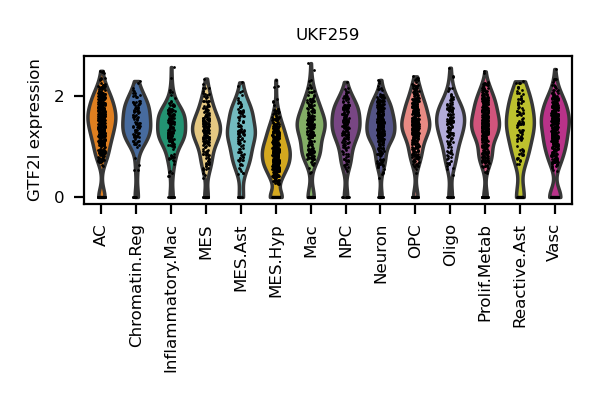 UKF259
GTF2I expression
2
0
AC
Chromatin.Reg
Inflammatory.Mac
MES
MES.Ast
MES.Hyp
Mac
NPC
Neuron
OPC
Oligo
Prolif.Metab
Reactive.Ast
Vasc